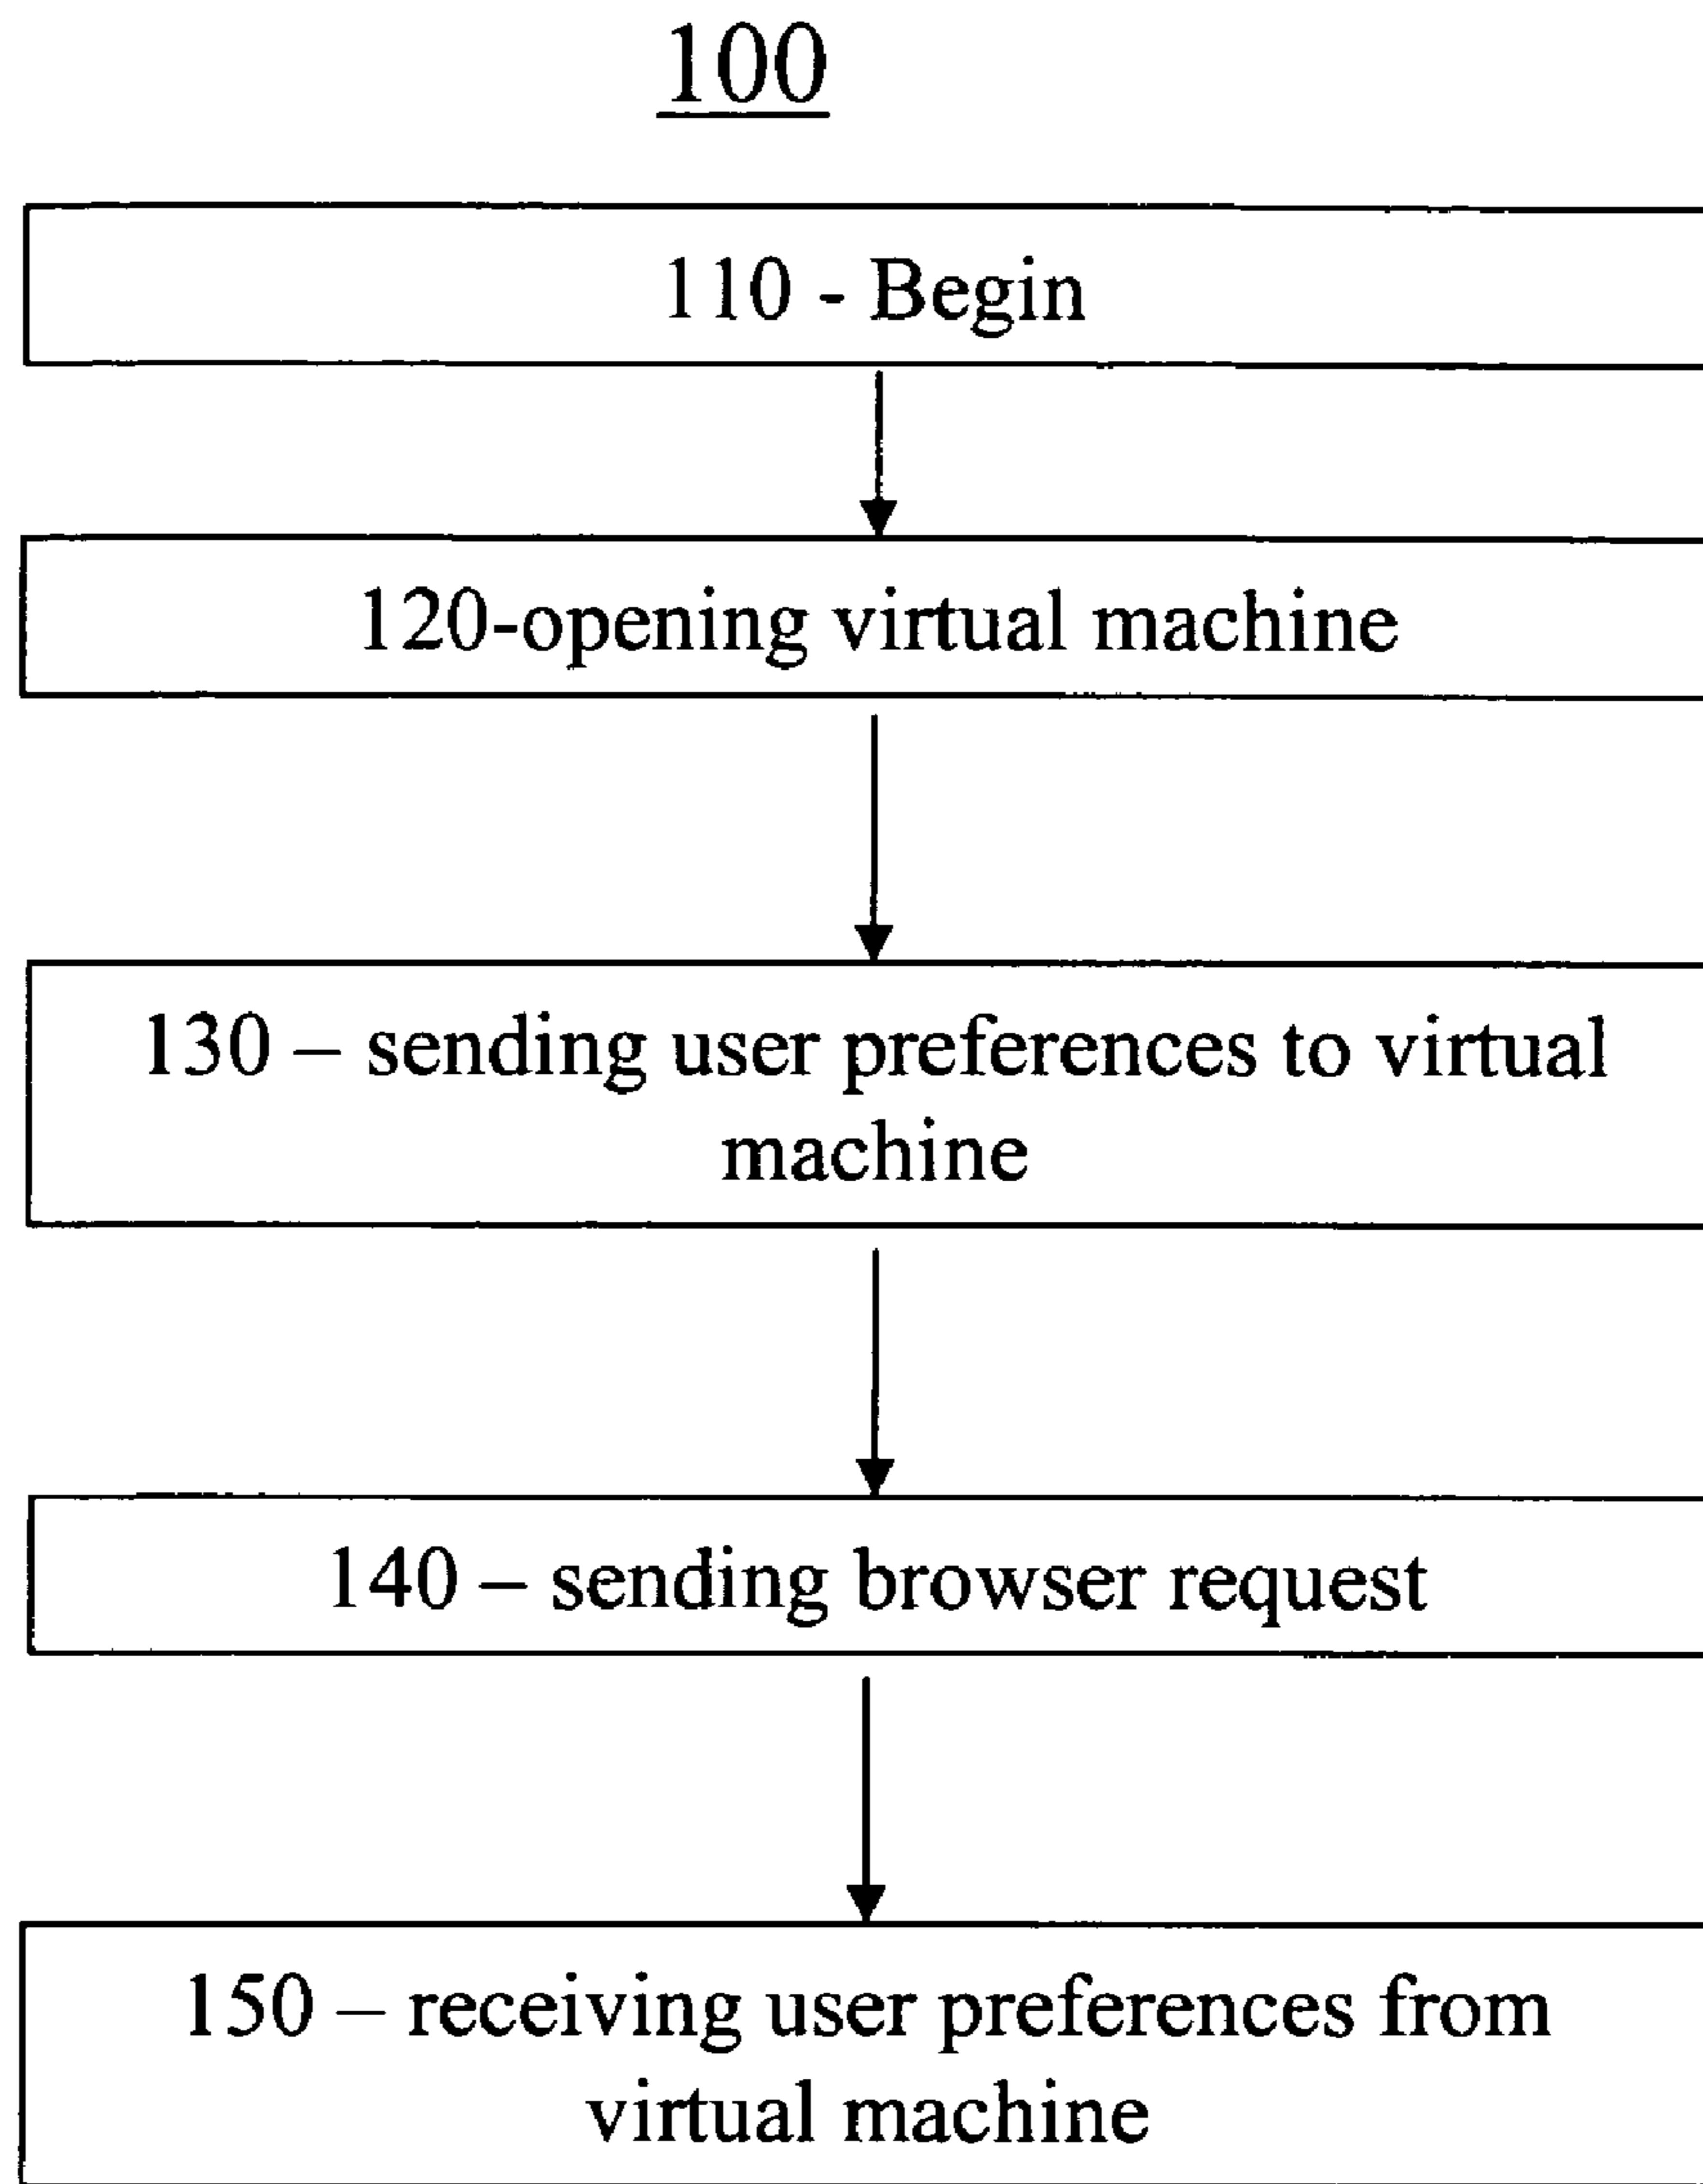 100
110 - Begin
120-opening virtual machine
130 – sending user preferences to virtual
machine
140 – sending browser request
150 – receiving user preferences from
virtual machine